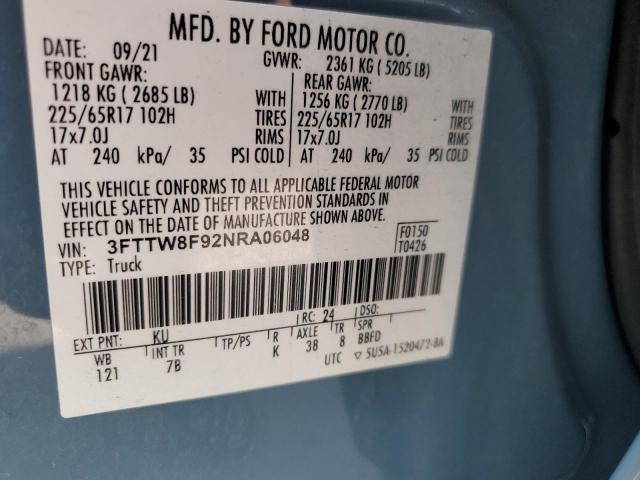 MFD. BY FORD MOTOR CO.
DATE: 09/21 GVWR: 2361 KG ( 5205 LB)
FRONT GAWR: REAR GAWR:
1218 KG ( 2685 LB) WITH 1256 KG ( 2770 LB) WITH
225/65R17 102H TIRES 225/65R17 102H TIRES
17x7.0J RIMS 17x7.0J RIMS
AT 240 kPa/ 35 PSI COLD AT 240 kPa/ 35 PSI COLD
THIS VEHICLE CONFORMS TO ALL APPLICABLE FEDERAL MOTOR
VEHICLE SAFETY AND THEFT PREVENTION STANDARDS IN
EFFECT ON THE DATE OF MANUFACTURE SHOWN ABOVE.
VIN: 3FTTW8F92NRA06048 F0150
TYPE: Truck T0426
EXT PNT: KU RC: 24 DSO:
WB INT TR TP/PS R AXLE TR SPR
121 7B K 38 8 BBFD
UTC ▽ 5U5A-1520472-BA